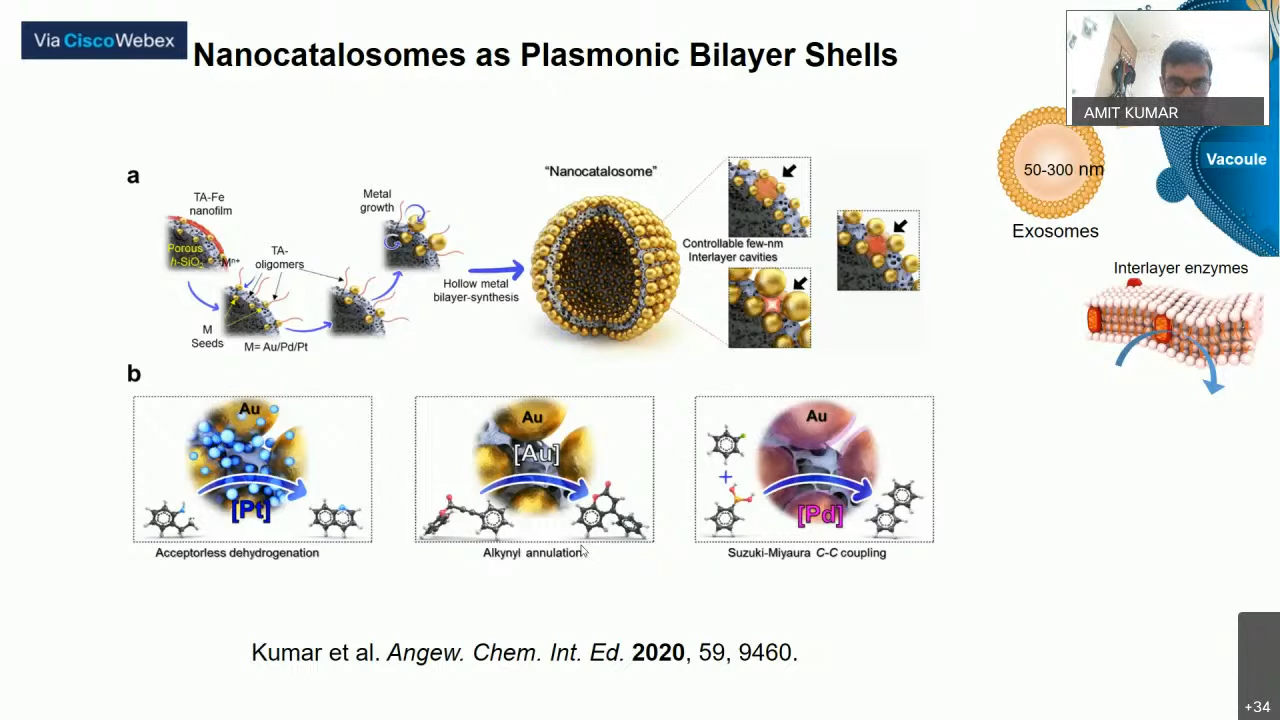 Via Cisco Webex
Nanocatalosomes as Plasmonic Bilayer Shells
AMIT KUMAR
Vacoule
50-300 nm
Exosomes
Interlayer enzymes
a
TA-Fe
nanofilm
Porous
h-SiO₂
Mⁿ⁺
TA-
oligomers
M
Seeds
M= Au/Pd/Pt
Metal
growth
Hollow metal
bilayer-synthesis
"Nanocatalosome"
Controllable few-nm
Interlayer cavities
b
Au
[Pt]
Acceptorless dehydrogenation
Au
[Au]
Alkynyl annulation
Au
+
[Pd]
Suzuki-Miyaura C-C coupling
Kumar et al. Angew. Chem. Int. Ed. 2020, 59, 9460.
+34